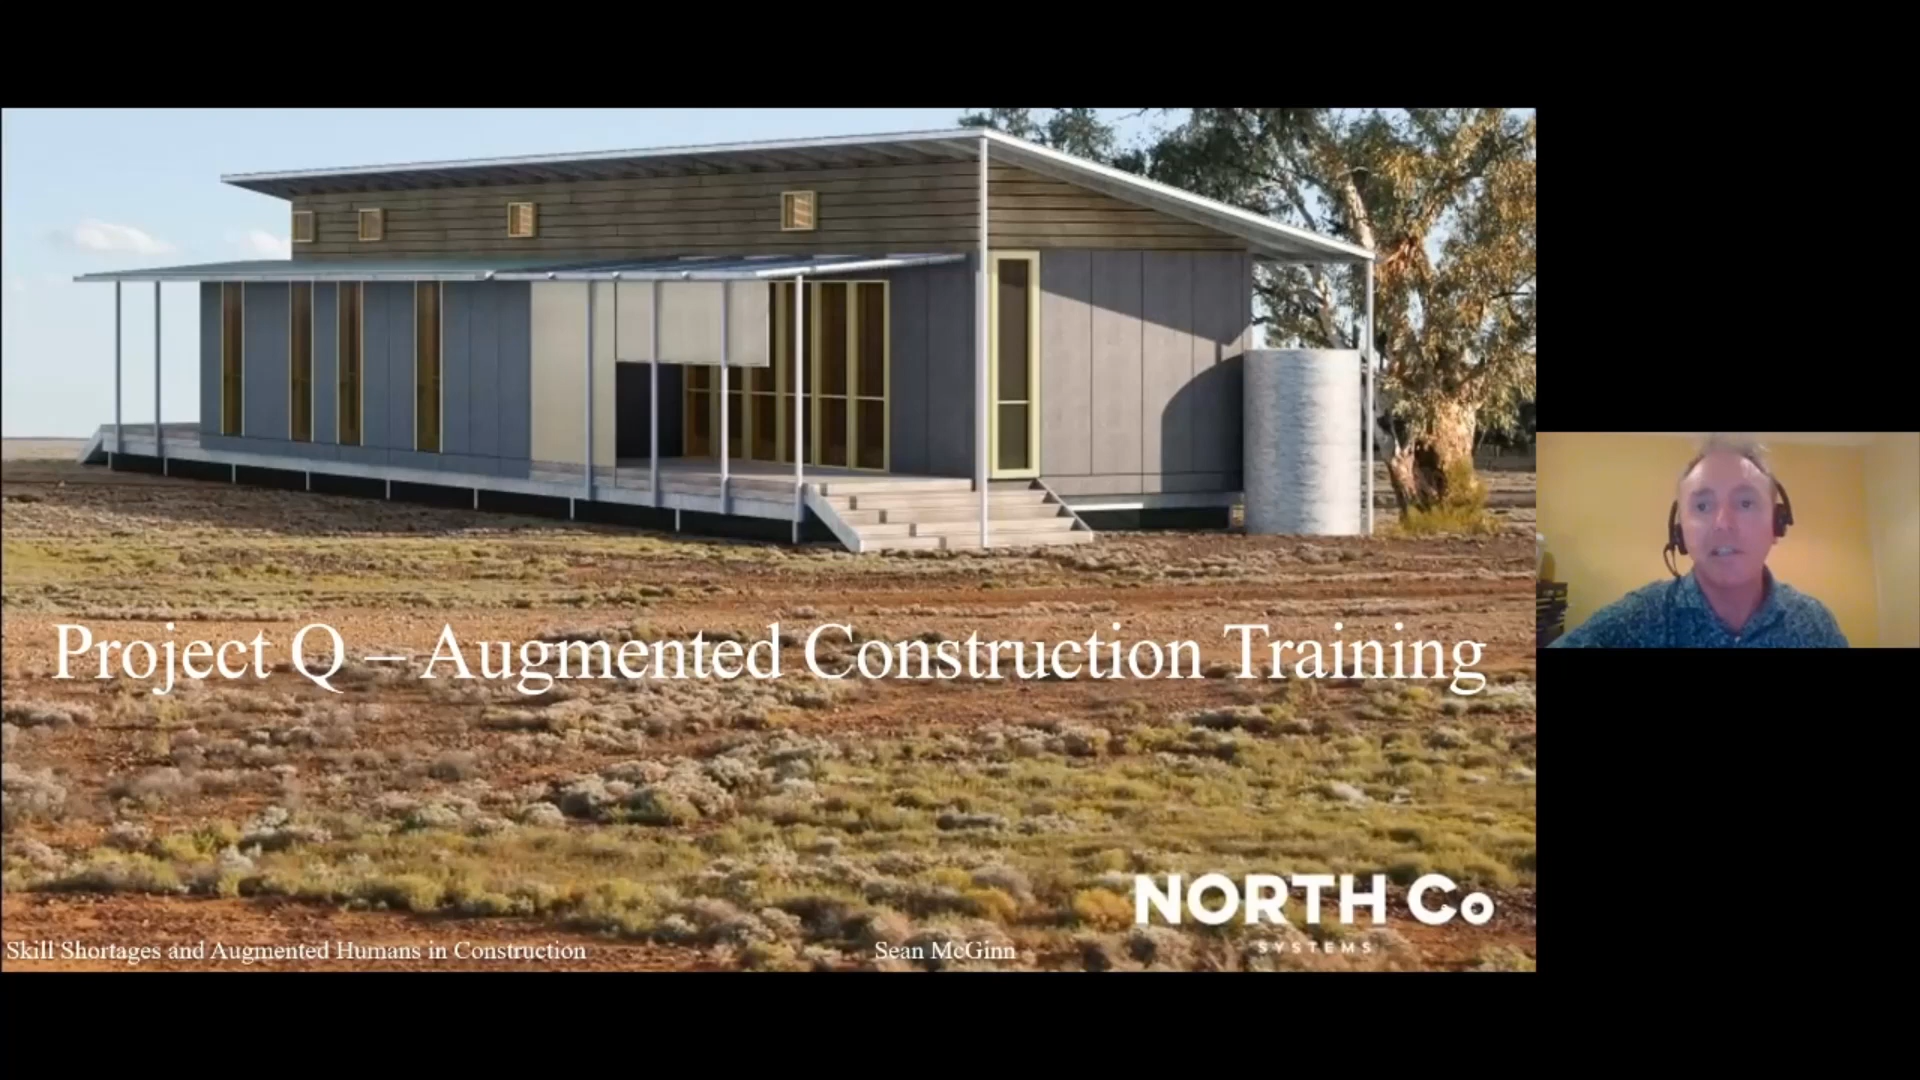 Project Q – Augmented Construction Training
NORTH Co
SYSTEMS
Skill Shortages and Augmented Humans in Construction
Sean McGinn